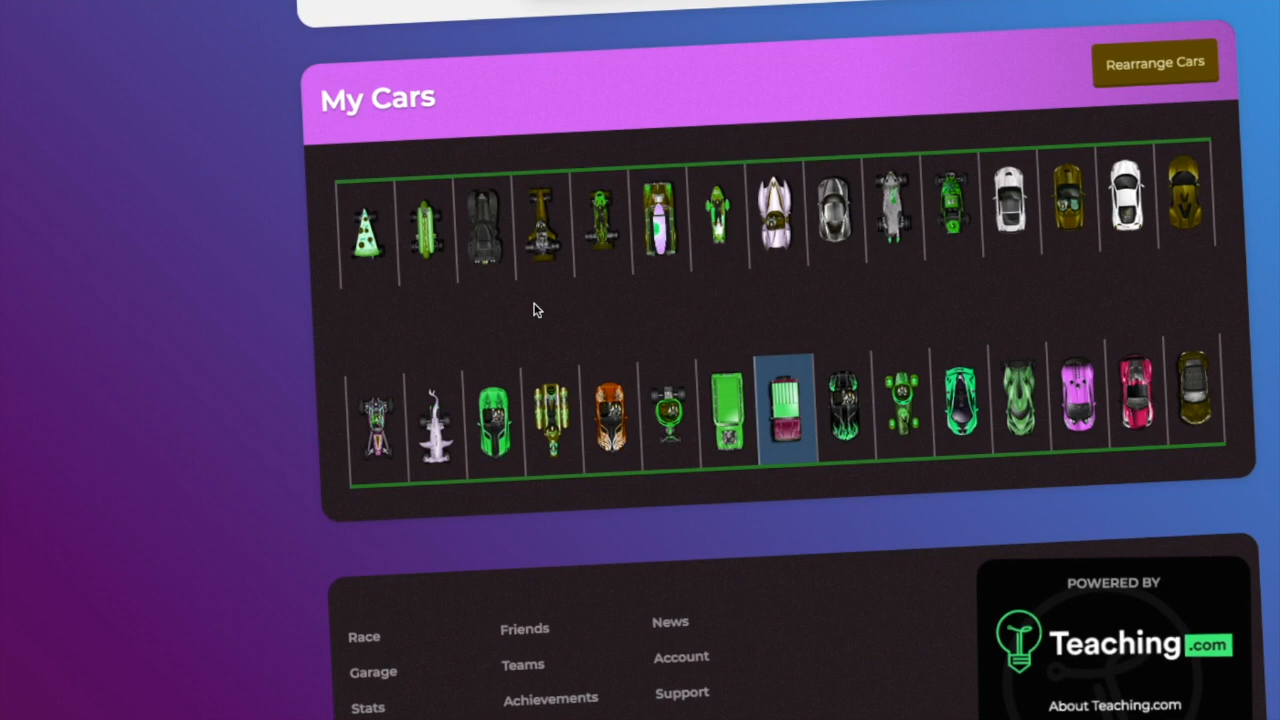 My Cars
Rearrange Cars
Race
Garage
Stats
Friends
Teams
Achievements
News
Account
Support
POWERED BY
Teaching.com
About Teaching.com